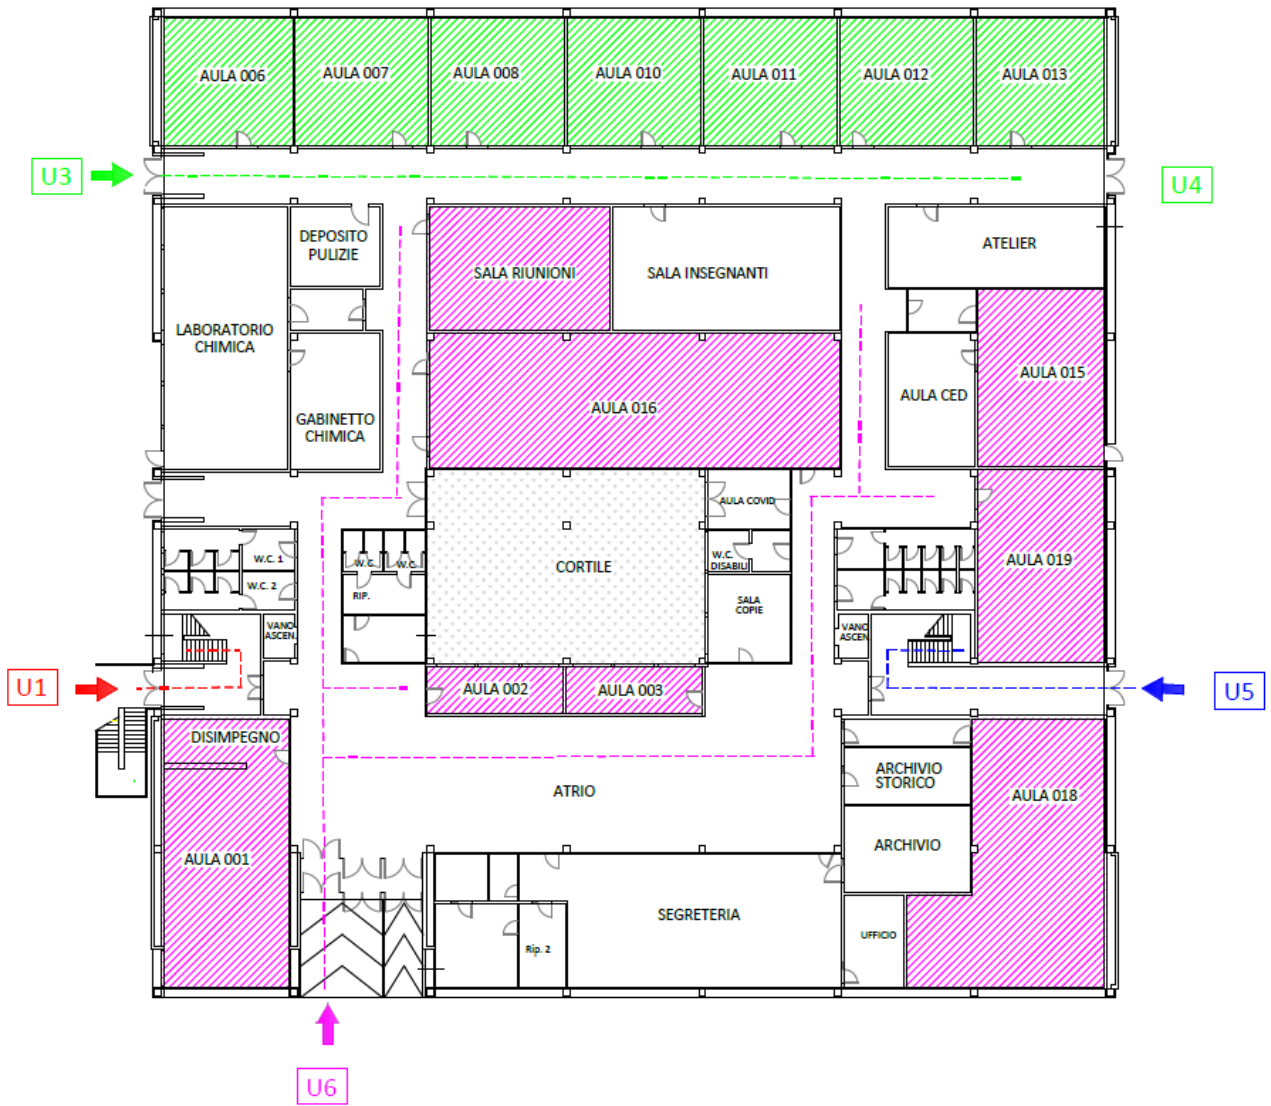 AULA 006
AULA 007
AULA 008
AULA 010
AULA 011
AULA 012
AULA 013
U3
U4
DEPOSITO
PULIZIE
SALA RIUNIONI
SALA INSEGNANTI
ATELIER
LABORATORIO
CHIMICA
GABINETTO
CHIMICA
AULA 016
AULA CED
AULA 015
AULA COVID
W.C. 1
W.C. 2
W.C.
W.C.
RIP.
CORTILE
W.C.
DISABILI
SALA
COPIE
AULA 019
VANO
ASCEN.
VANO
ASCEN.
U1
AULA 002
AULA 003
U5
DISIMPEGNO
ATRIO
ARCHIVIO
STORICO
AULA 018
AULA 001
ARCHIVIO
SEGRETERIA
UFFICIO
Rip. 2
U6